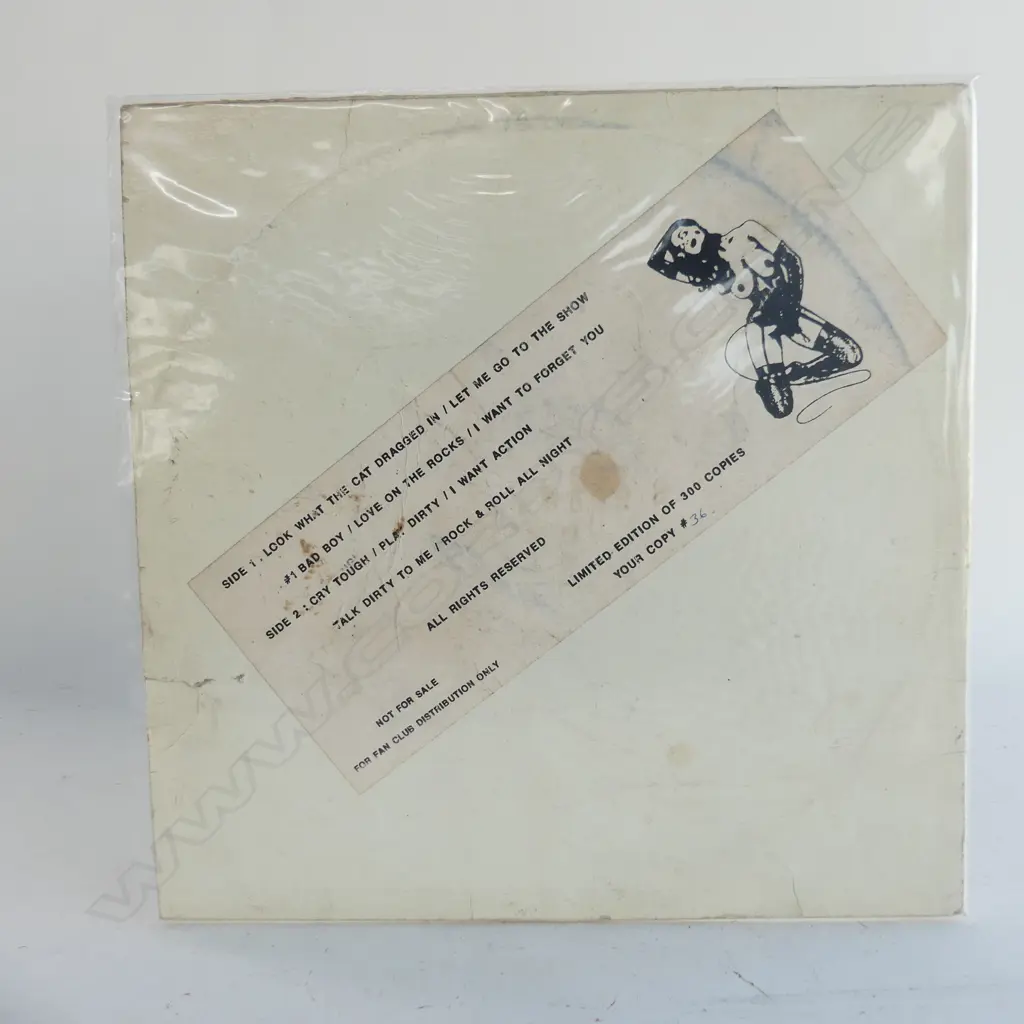 SIDE 1 : LOOK WHAT THE CAT DRAGGED IN / LET ME GO TO THE SHOW
#1 BAD BOY / LOVE ON THE ROCKS / I WANT TO FORGET YOU
SIDE 2 : CRY TOUGH / PLAY DIRTY / I WANT ACTION
TALK DIRTY TO ME / ROCK & ROLL ALL NIGHT
ALL RIGHTS RESERVED
LIMITED EDITION OF 300 COPIES
YOUR COPY # 36
NOT FOR SALE
FOR FAN CLUB DISTRIBUTION ONLY